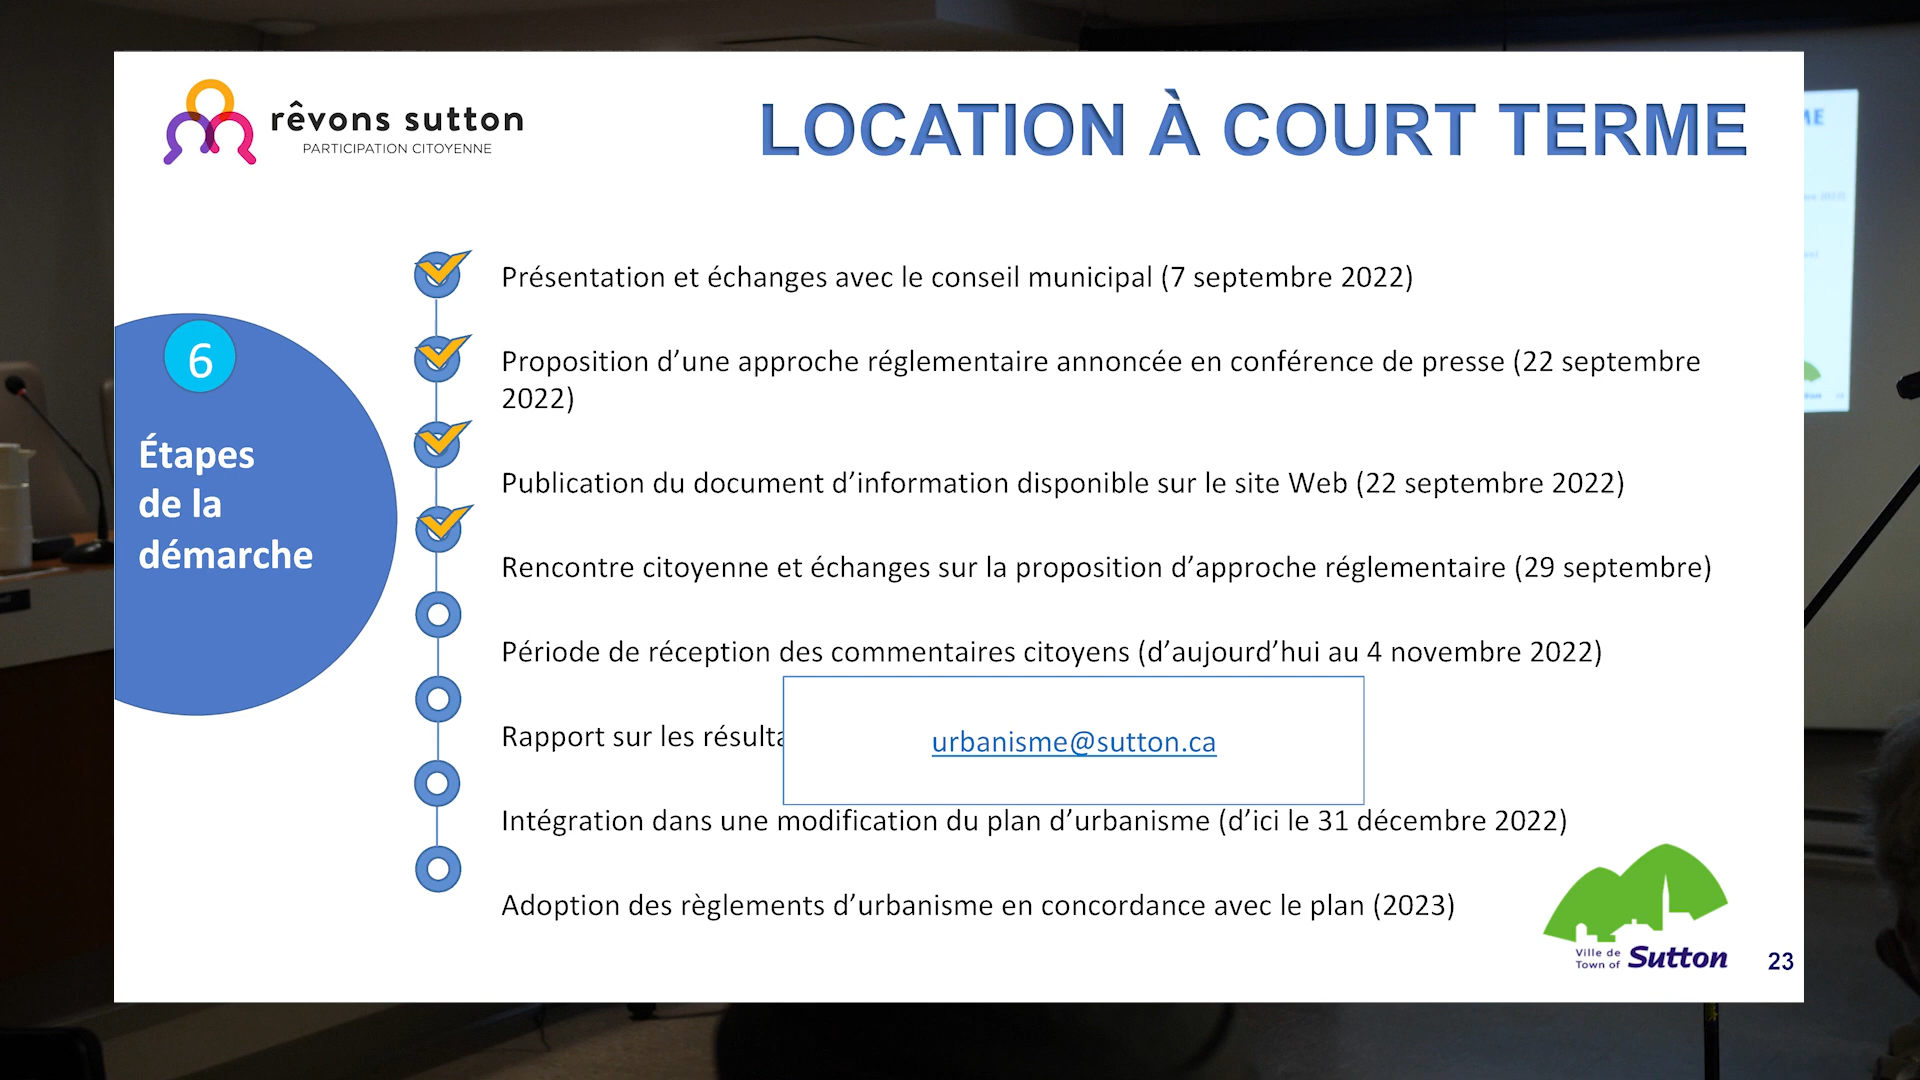 rêvons sutton
PARTICIPATION CITOYENNE
LOCATION À COURT TERME
6
Étapes
de la
démarche
Présentation et échanges avec le conseil municipal (7 septembre 2022)
Proposition d’une approche réglementaire annoncée en conférence de presse (22 septembre
2022)
Publication du document d’information disponible sur le site Web (22 septembre 2022)
Rencontre citoyenne et échanges sur la proposition d’approche réglementaire (29 septembre)
Période de réception des commentaires citoyens (d’aujourd’hui au 4 novembre 2022)
Rapport sur les
urbanisme@sutton.ca
Intégration dans une modification du plan d’urbanisme (d’ici le 31 décembre 2022)
Adoption des règlements d’urbanisme en concordance avec le plan (2023)
Ville de
Town of Sutton
23